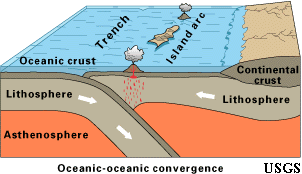 Trench
Island arc
Oceanic crust
Continental
crust
Lithosphere
Lithosphere
Asthenosphere
Oceanic-oceanic convergence
USGS